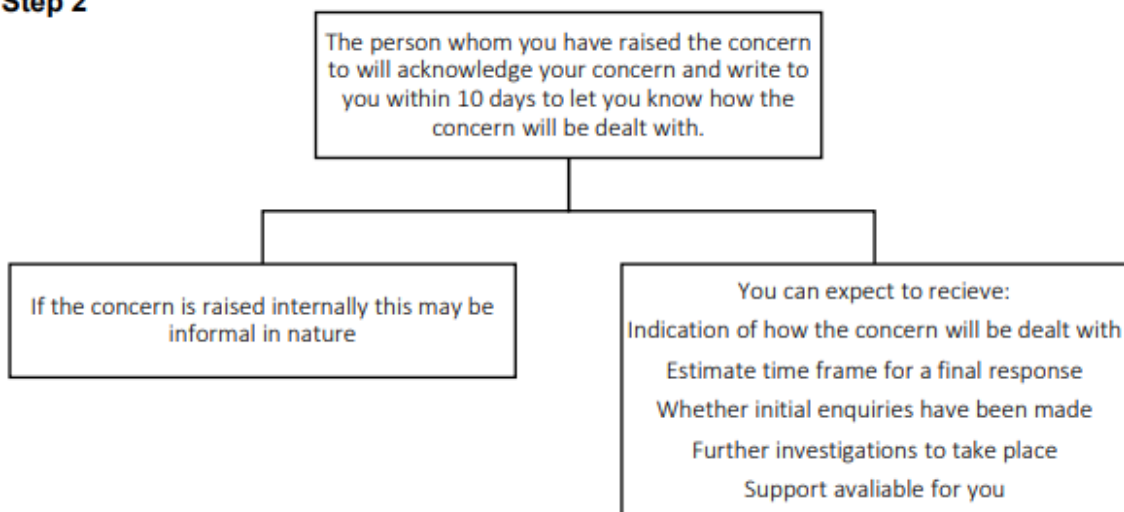 Step 2
The person whom you have raised the concern
to will acknowledge your concern and write to
you within 10 days to let you know how the
concern will be dealt with.
If the concern is raised internally this may be
informal in nature
You can expect to recieve:
Indication of how the concern will be dealt with
Estimate time frame for a final response
Whether initial enquiries have been made
Further investigations to take place
Support avaliable for you